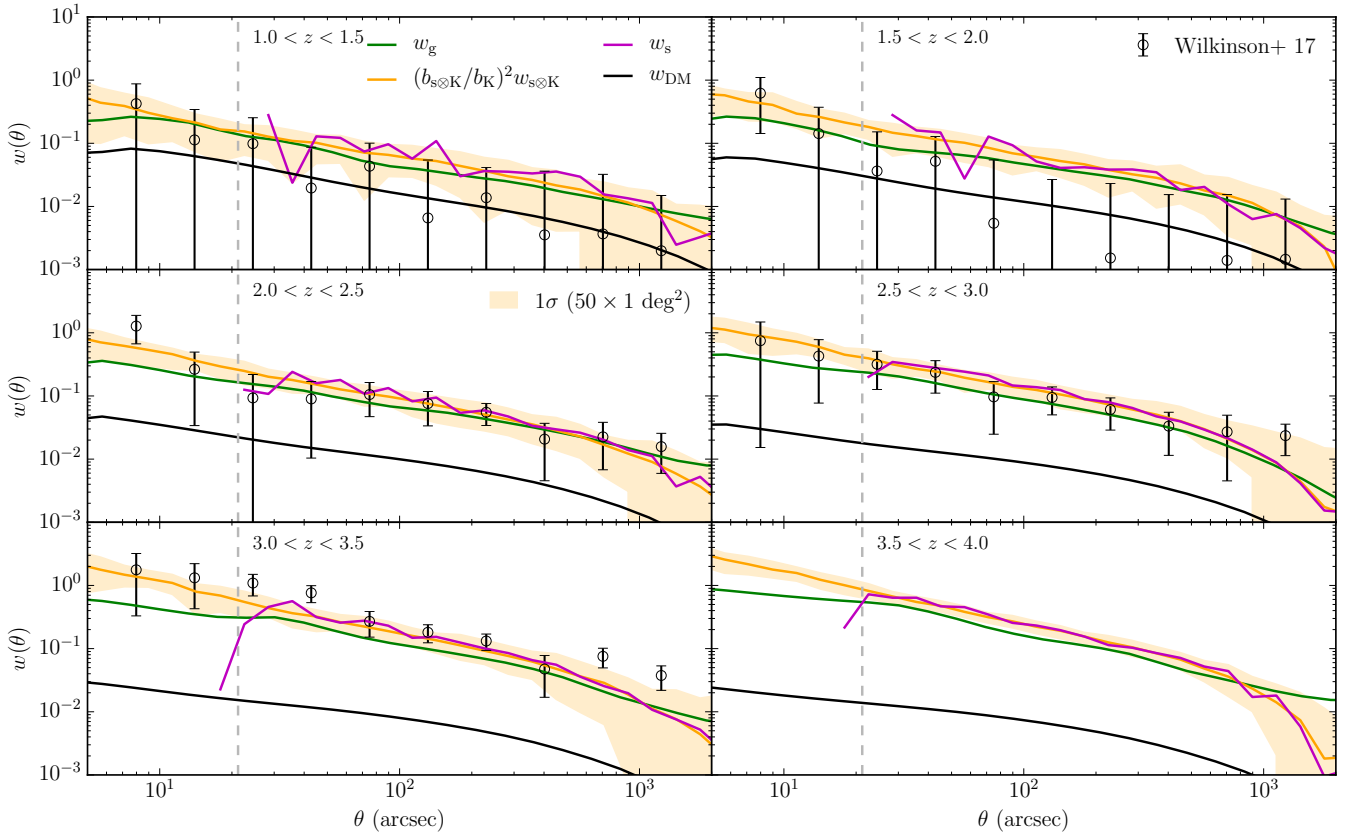 10^1
10^0
10^-1
10^-2
10^-3
w(θ)
1.0 < z < 1.5
w_g
(b_s⊗K/b_K)^2 w_s⊗K
w_s
w_DM
1.5 < z < 2.0
Wilkinson+ 17
10^0
10^-1
10^-2
10^-3
w(θ)
2.0 < z < 2.5
1σ (50 × 1 deg^2)
2.5 < z < 3.0
10^0
10^-1
10^-2
10^-3
w(θ)
3.0 < z < 3.5
3.5 < z < 4.0
10^1
10^2
10^3
10^1
10^2
10^3
θ (arcsec)
θ (arcsec)